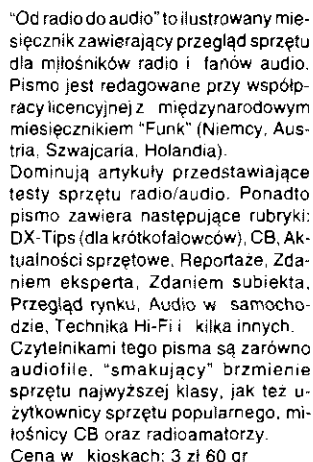 “Od radio do audio” to ilustrowany mie-
sięcznik zawierający przegląd sprzętu
dla miłośników radio i fanów audio.
Pismo jest redagowane przy współp-
racy licencyjnej z międzynarodowym
miesięcznikiem “Funk” (Niemcy, Aus-
tria, Szwajcaria, Holandia).
Dominują artykuły przedstawiające
testy sprzętu radio/audio. Ponadto
pismo zawiera następujące rubryki:
DX-Tips (dla krótkofalowców), CB, Ak-
tualności sprzętowe, Reportaże, Zda-
niem eksperta, Zdaniem subiekta,
Przegląd rynku, Audio w samocho-
dzie, Technika Hi-Fi i kilka innych.
Czytelnikami tego pisma są zarówno
audiofile, “smakujący” brzmienie
sprzętu najwyższej klasy, jak też u-
żytkownicy sprzętu popularnego, mi-
łośnicy CB oraz radioamatorzy.
Cena w kioskach: 3 zł 60 gr